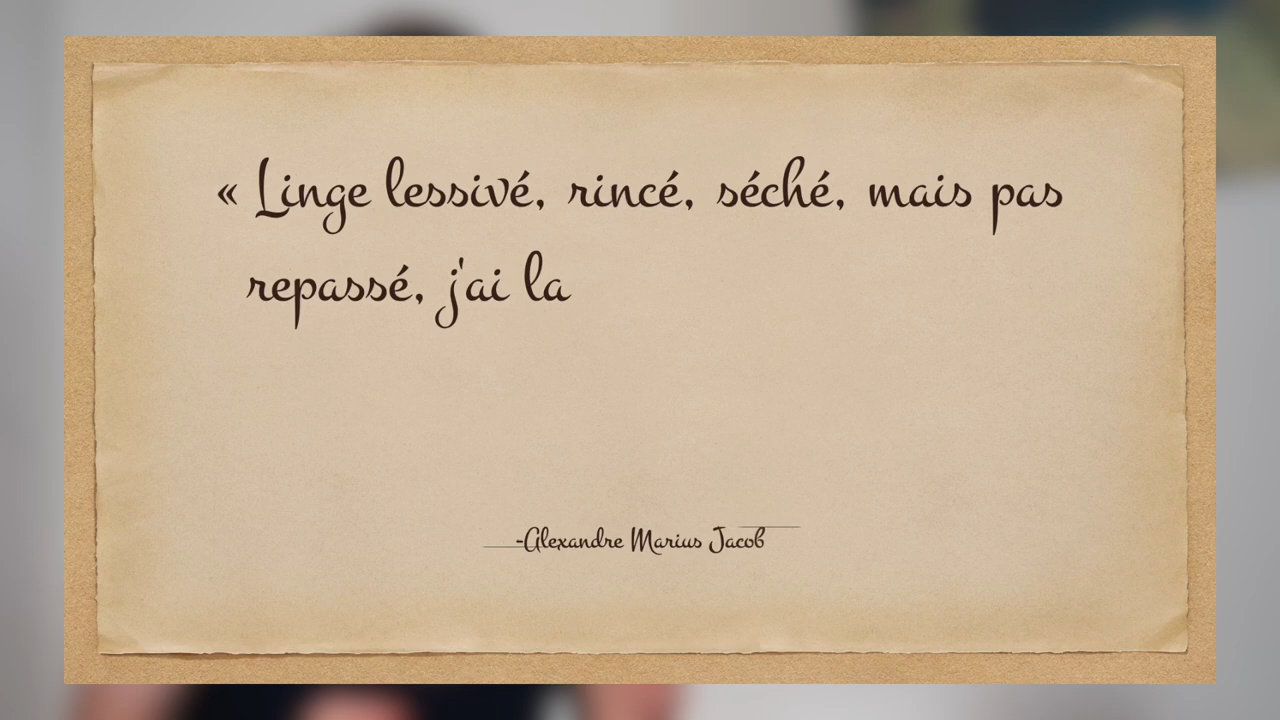 « Linge lessivé, rincé, séché, mais pas
repassé, j'ai la
-Alexandre Marius Jacob